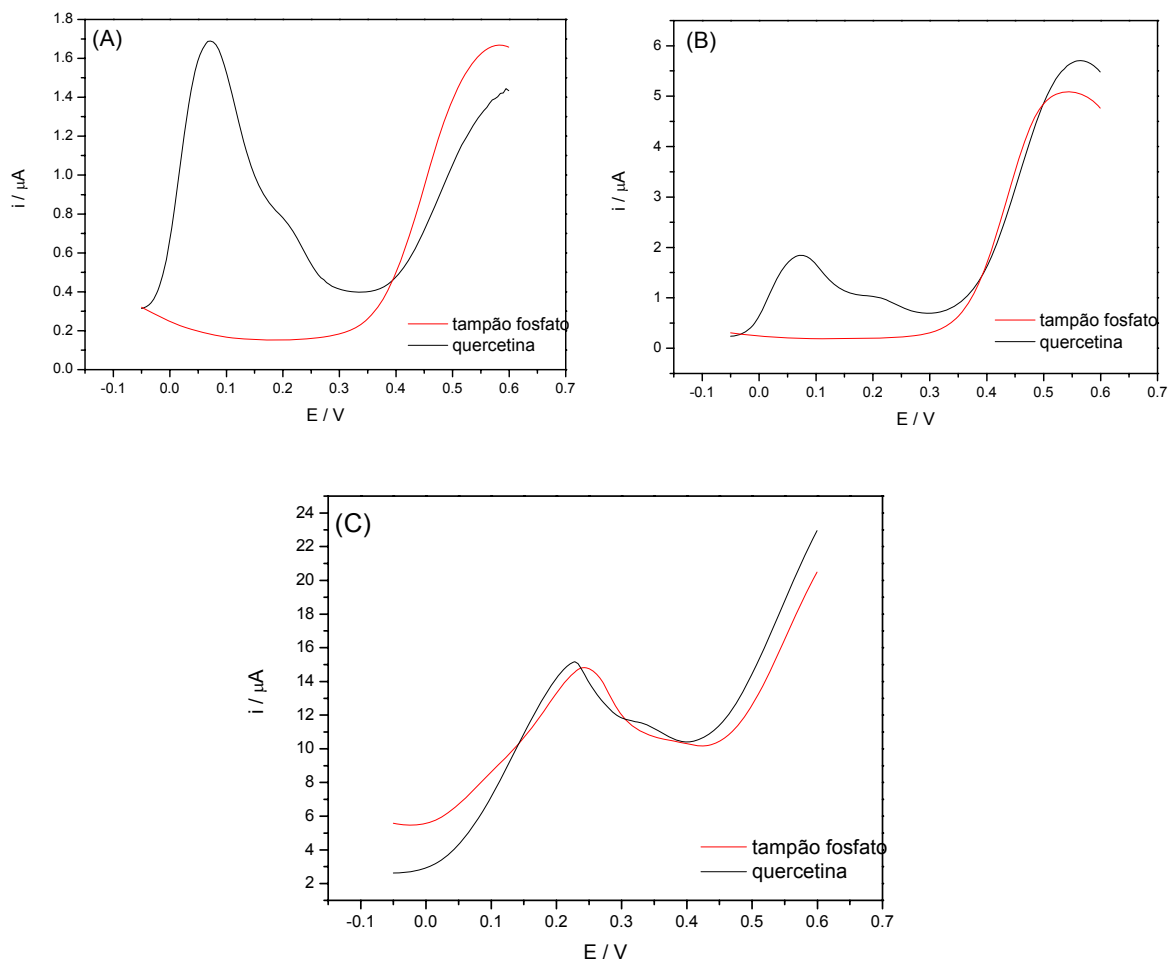 (A)
1.8
1.6
1.4
1.2
1.0
0.8
0.6
0.4
0.2
0.0
i / µA
-0.1 0.0 0.1 0.2 0.3 0.4 0.5 0.6 0.7
E / V
tampão fosfato
quercetina
(B)
6
5
4
3
2
1
0
i / µA
-0.1 0.0 0.1 0.2 0.3 0.4 0.5 0.6 0.7
E / V
tampão fosfato
quercetina
(C)
24
22
20
18
16
14
12
10
8
6
4
2
i / µA
-0.1 0.0 0.1 0.2 0.3 0.4 0.5 0.6 0.7
E / V
tampão fosfato
quercetina